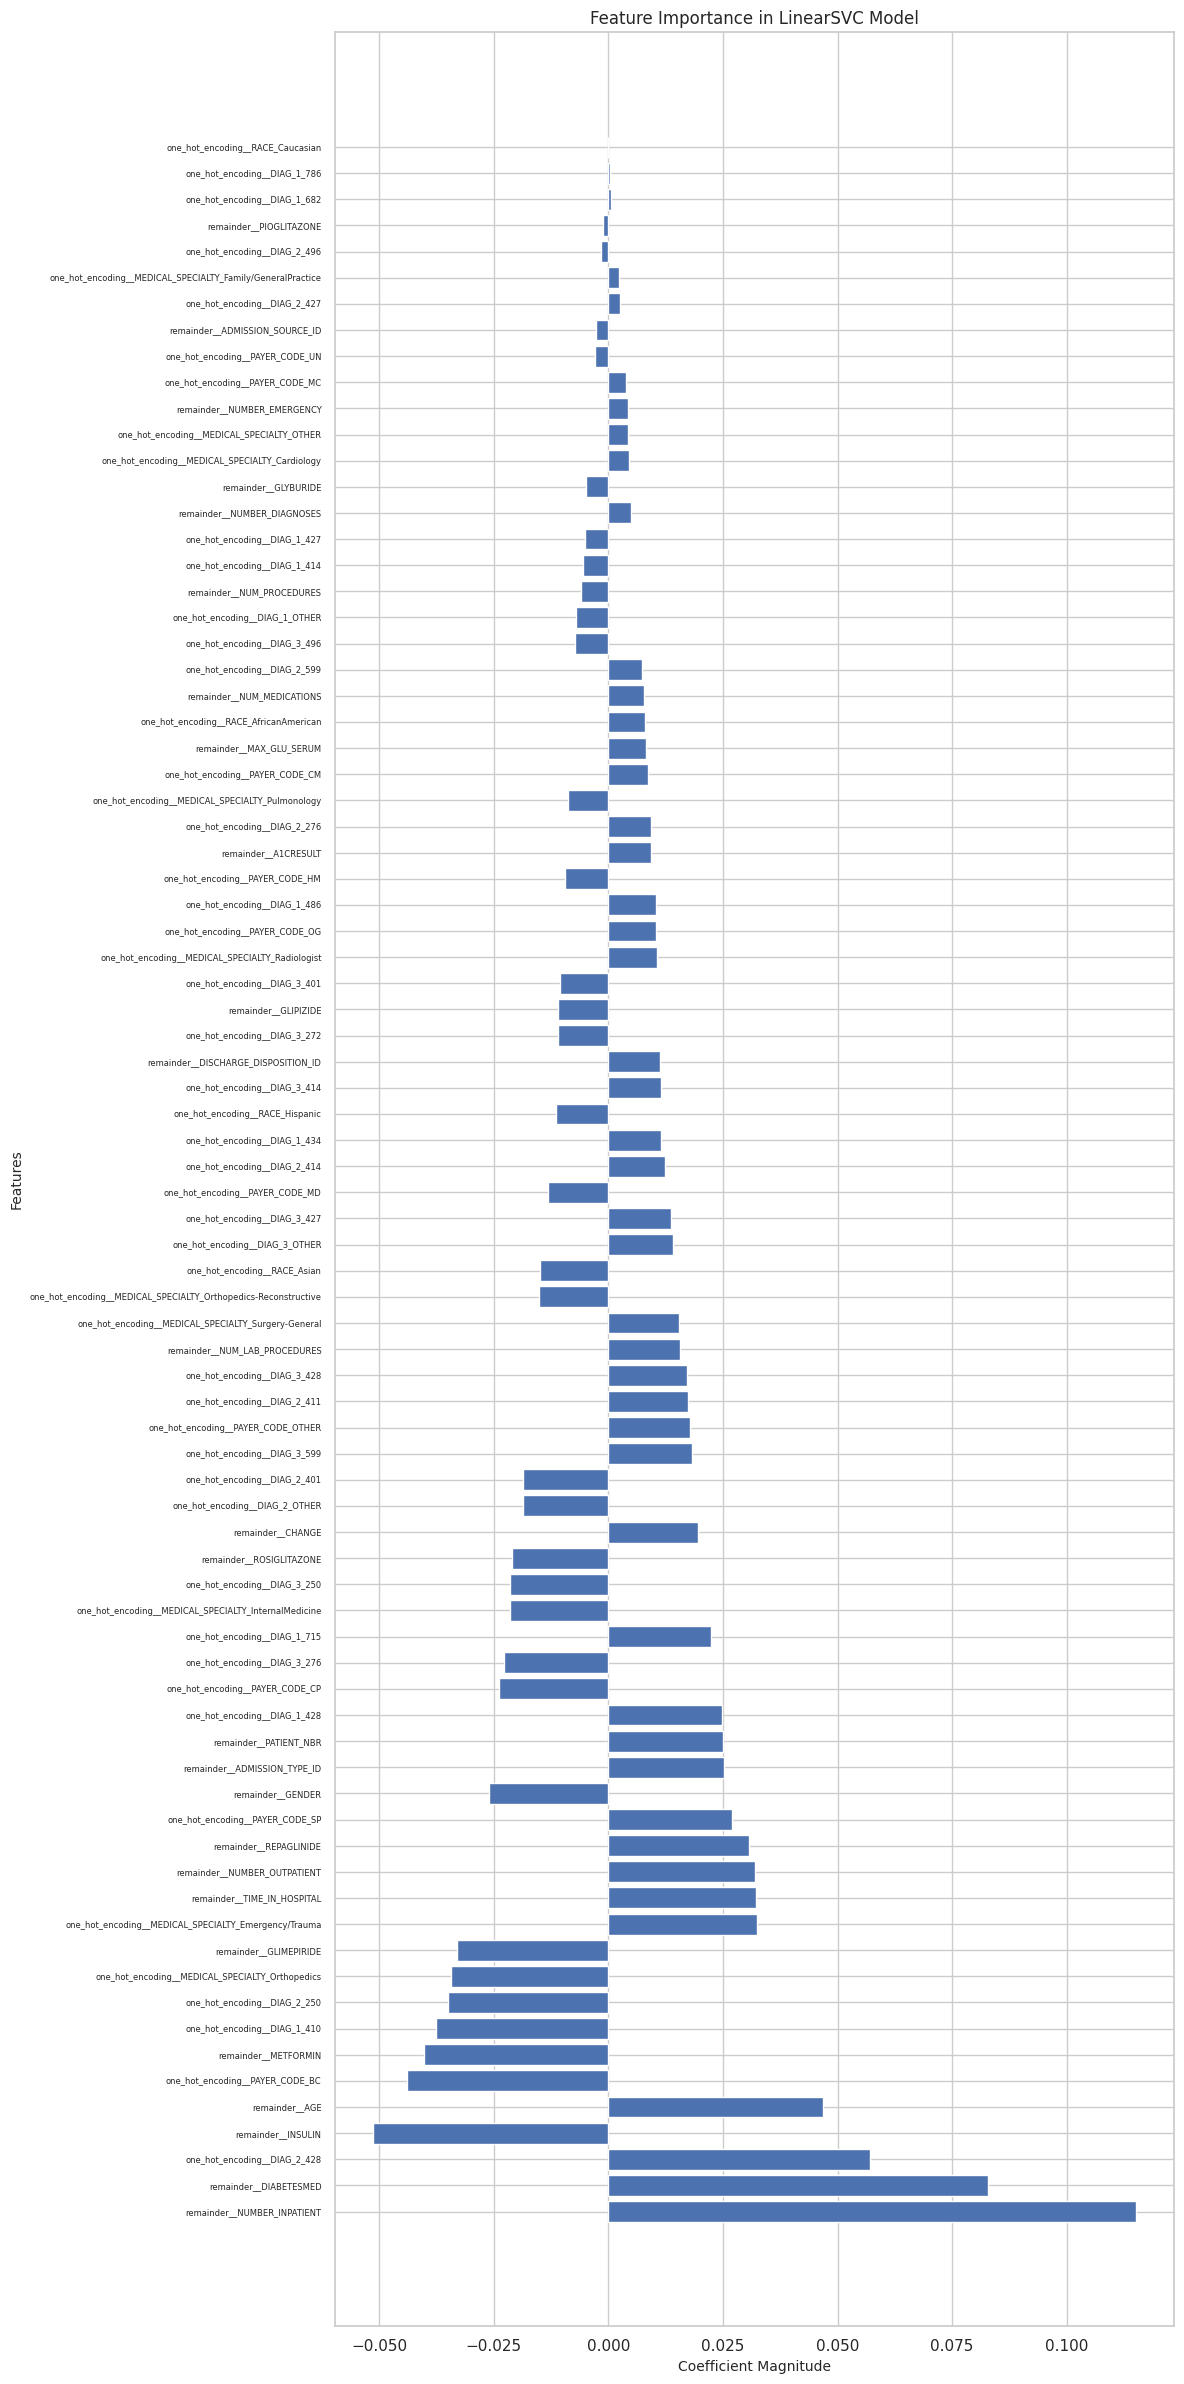 Feature Importance in LinearSVC Model
one_hot_encoding__RACE_Caucasian
one_hot_encoding__DIAG_1_786
one_hot_encoding__DIAG_1_682
remainder__PIOGLITAZONE
one_hot_encoding__DIAG_2_496
one_hot_encoding__MEDICAL_SPECIALTY_Family/GeneralPractice
one_hot_encoding__DIAG_2_427
remainder__ADMISSION_SOURCE_ID
one_hot_encoding__PAYER_CODE_UN
one_hot_encoding__PAYER_CODE_MC
remainder__NUMBER_EMERGENCY
one_hot_encoding__MEDICAL_SPECIALTY_OTHER
one_hot_encoding__MEDICAL_SPECIALTY_Cardiology
remainder__GLYBURIDE
remainder__NUMBER_DIAGNOSES
one_hot_encoding__DIAG_1_427
one_hot_encoding__DIAG_1_414
remainder__NUM_PROCEDURES
one_hot_encoding__DIAG_1_OTHER
one_hot_encoding__DIAG_3_496
one_hot_encoding__DIAG_2_599
remainder__NUM_MEDICATIONS
one_hot_encoding__RACE_AfricanAmerican
remainder__MAX_GLU_SERUM
one_hot_encoding__PAYER_CODE_CM
one_hot_encoding__MEDICAL_SPECIALTY_Pulmonology
one_hot_encoding__DIAG_2_276
remainder__A1CRESULT
one_hot_encoding__PAYER_CODE_HM
one_hot_encoding__DIAG_1_486
one_hot_encoding__PAYER_CODE_OG
one_hot_encoding__MEDICAL_SPECIALTY_Radiologist
one_hot_encoding__DIAG_3_401
remainder__GLIPIZIDE
one_hot_encoding__DIAG_3_272
remainder__DISCHARGE_DISPOSITION_ID
one_hot_encoding__DIAG_3_414
one_hot_encoding__RACE_Hispanic
one_hot_encoding__DIAG_1_434
one_hot_encoding__DIAG_2_414
one_hot_encoding__PAYER_CODE_MD
one_hot_encoding__DIAG_3_427
one_hot_encoding__DIAG_3_OTHER
one_hot_encoding__RACE_Asian
one_hot_encoding__MEDICAL_SPECIALTY_Orthopedics-Reconstructive
one_hot_encoding__MEDICAL_SPECIALTY_Surgery-General
remainder__NUM_LAB_PROCEDURES
one_hot_encoding__DIAG_3_428
one_hot_encoding__DIAG_2_411
one_hot_encoding__PAYER_CODE_OTHER
one_hot_encoding__DIAG_3_599
one_hot_encoding__DIAG_2_401
one_hot_encoding__DIAG_2_OTHER
remainder__CHANGE
remainder__ROSIGLITAZONE
one_hot_encoding__DIAG_3_250
one_hot_encoding__MEDICAL_SPECIALTY_InternalMedicine
one_hot_encoding__DIAG_1_715
one_hot_encoding__DIAG_3_276
one_hot_encoding__PAYER_CODE_CP
one_hot_encoding__DIAG_1_428
remainder__PATIENT_NBR
remainder__ADMISSION_TYPE_ID
remainder__GENDER
one_hot_encoding__PAYER_CODE_SP
remainder__REPAGLINIDE
remainder__NUMBER_OUTPATIENT
remainder__TIME_IN_HOSPITAL
one_hot_encoding__MEDICAL_SPECIALTY_Emergency/Trauma
remainder__GLIMEPIRIDE
one_hot_encoding__MEDICAL_SPECIALTY_Orthopedics
one_hot_encoding__DIAG_2_250
one_hot_encoding__DIAG_1_410
remainder__METFORMIN
one_hot_encoding__PAYER_CODE_BC
remainder__AGE
remainder__INSULIN
one_hot_encoding__DIAG_2_428
remainder__DIABETESMED
remainder__NUMBER_INPATIENT
Features
−0.050 −0.025 0.000 0.025 0.050 0.075 0.100
Coefficient Magnitude